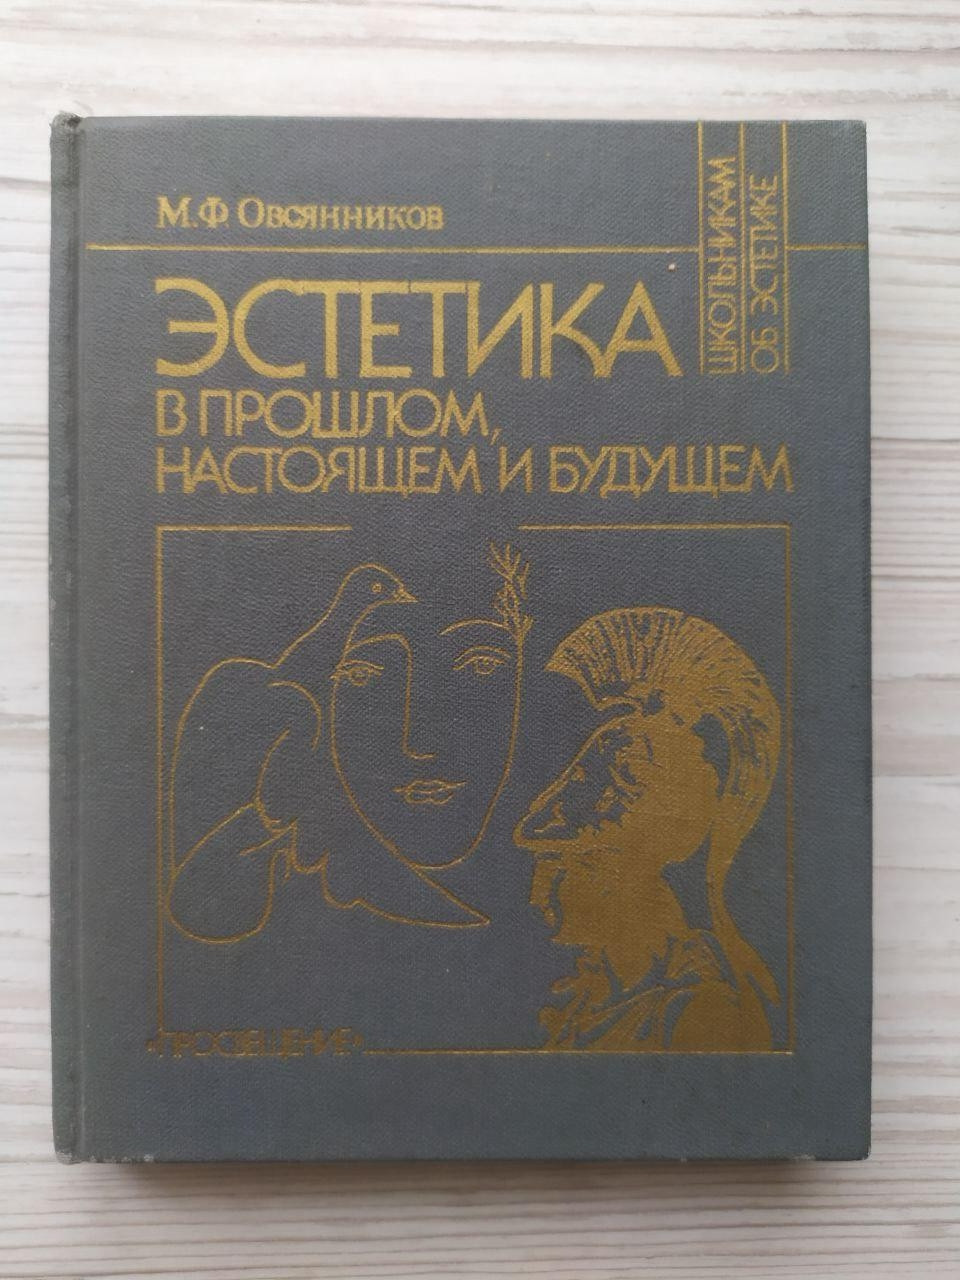 М.Ф. Овсянников
ШКОЛЬНИКАМ
ОБ ЭСТЕТИКЕ
ЭСТЕТИКА
В ПРОШЛОМ,
НАСТОЯЩЕМ И БУДУЩЕМ
«ПРОСВЕЩЕНИЕ»